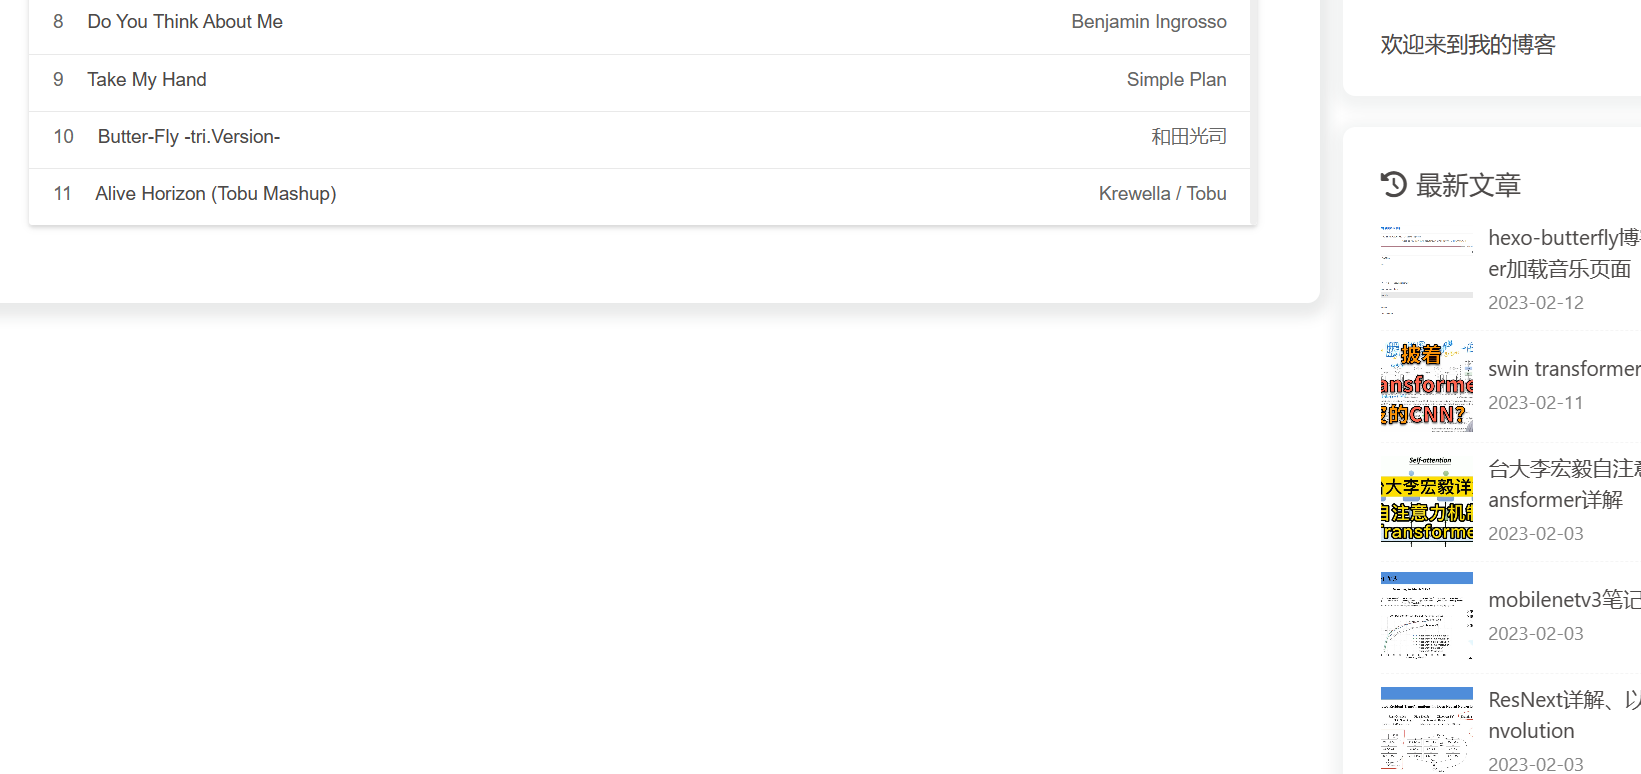 8 Do You Think About Me Benjamin Ingrosso
9 Take My Hand Simple Plan
10 Butter-Fly -tri.Version- 和田光司
11 Alive Horizon (Tobu Mashup) Krewella / Tobu
欢迎来到我的博客
最新文章
hexo-butterfly博
er加载音乐页面
2023-02-12
披着
ansforme
的CNN?
swin transformer
2023-02-11
Self-attention
大李宏毅详
自注意力机
Transforme
台大李宏毅自注意
ansformer详解
2023-02-03
mobilenetv3笔记
2023-02-03
ResNext详解、以
nvolution
2023-02-03